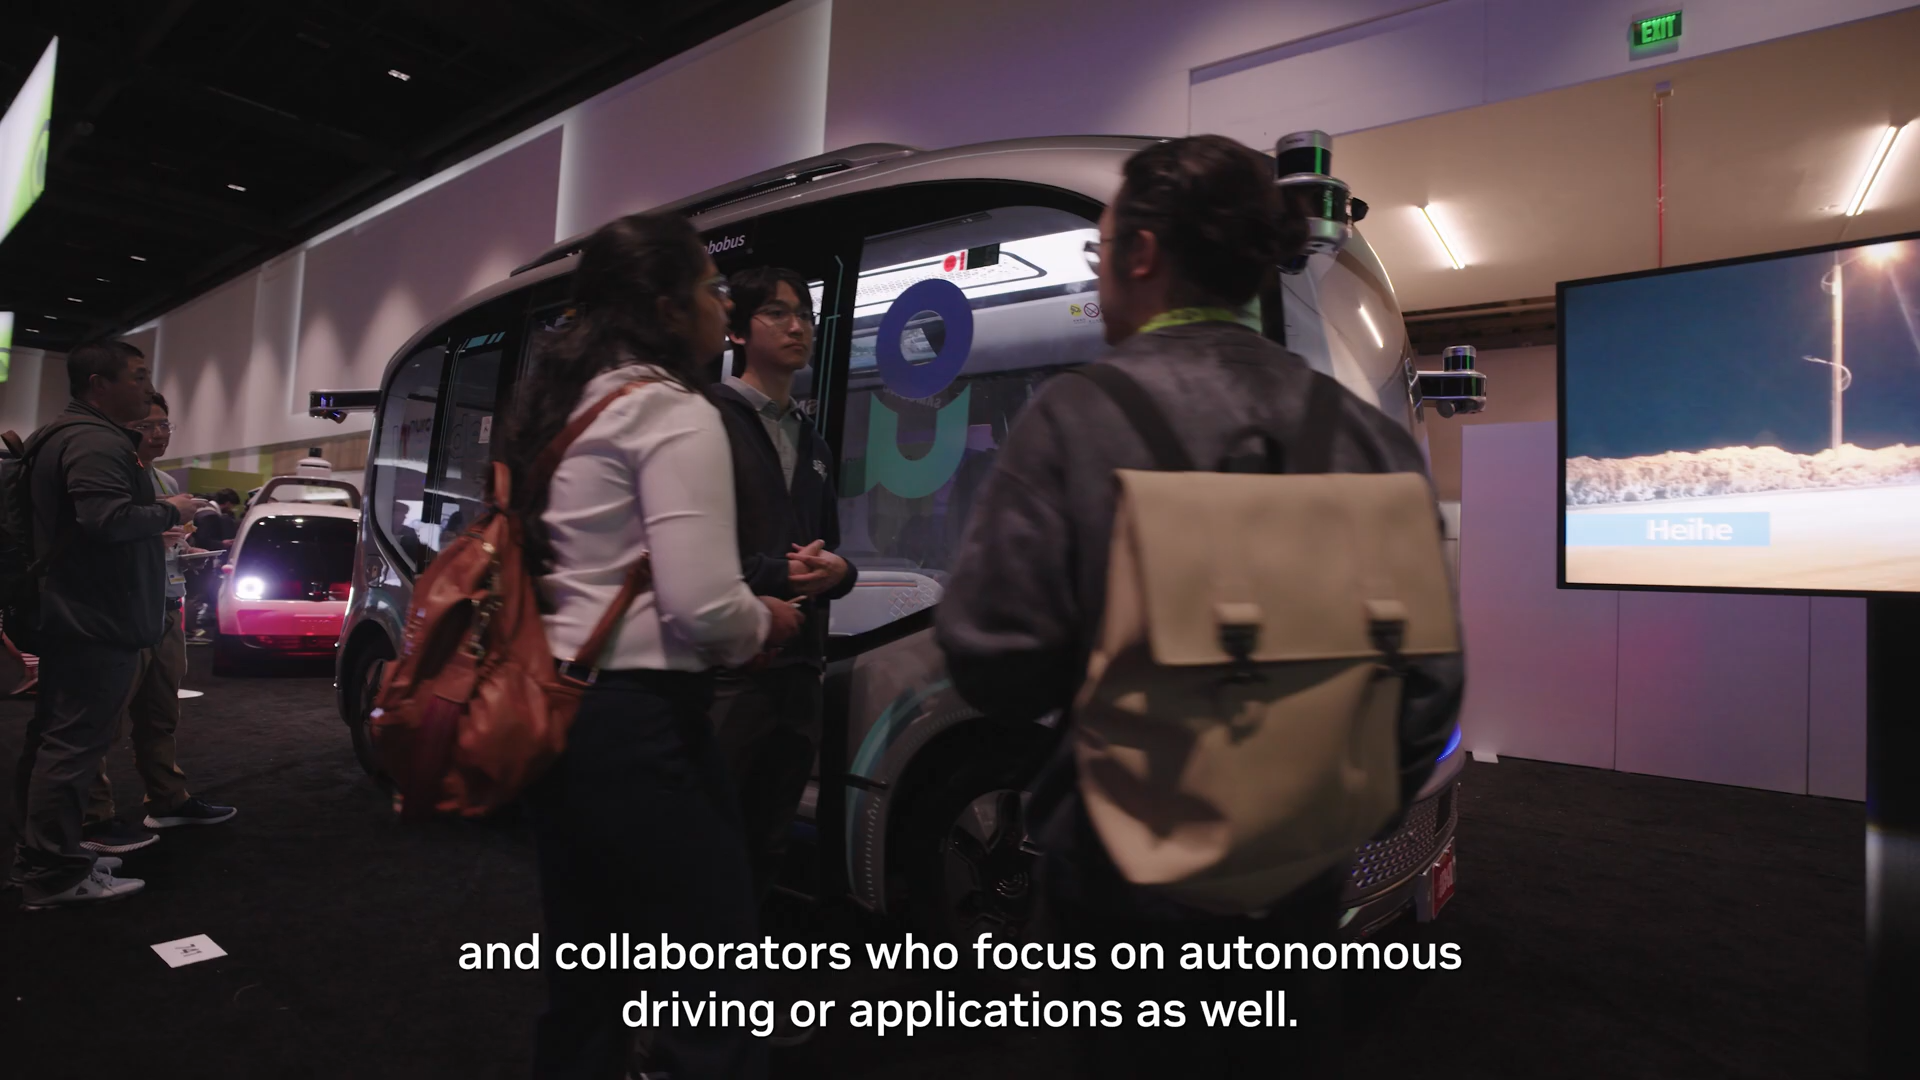 EXIT
obobus
Heihe
and collaborators who focus on autonomous
driving or applications as well.